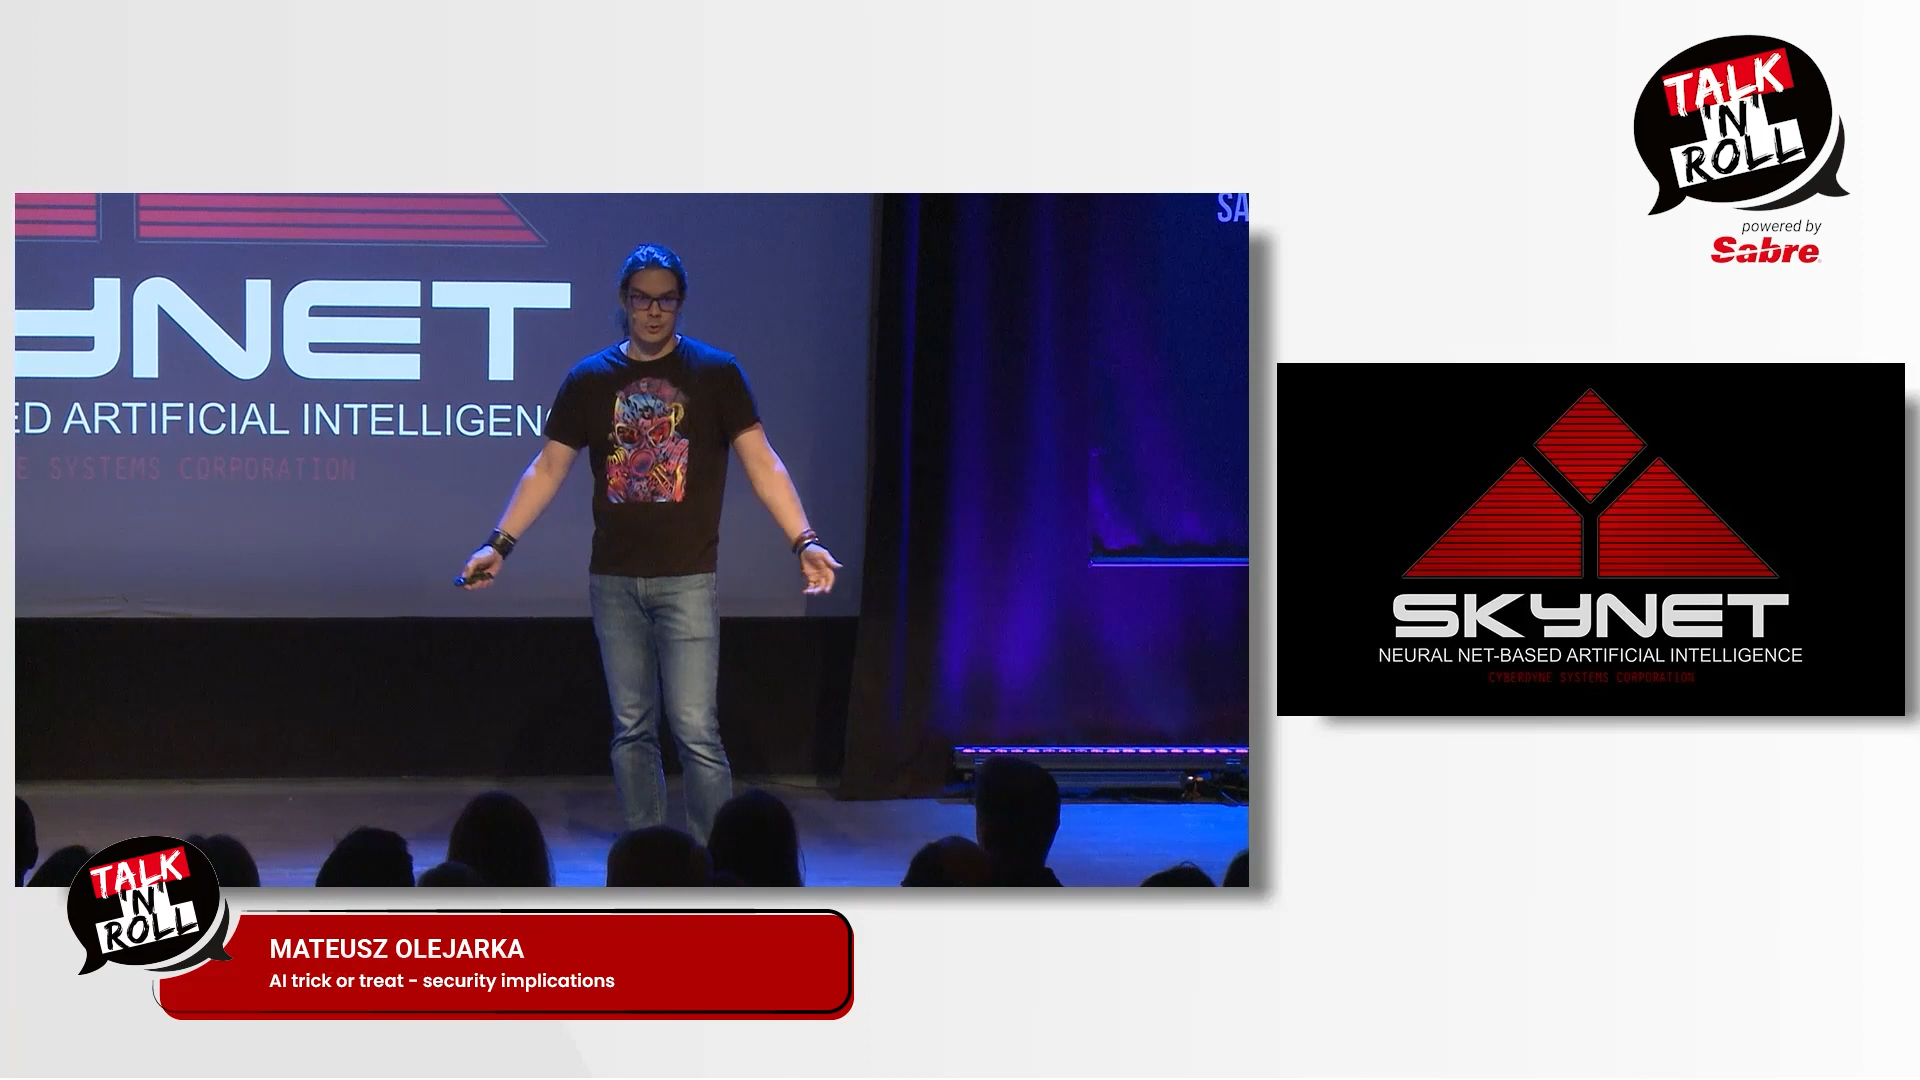 TALK
'N
ROLL
powered by
Sabre
SA
YNET
ED ARTIFICIAL INTELLIGENC
E SYSTEMS CORPORATION
SKYNET
NEURAL NET-BASED ARTIFICIAL INTELLIGENCE
CYBERDYNE SYSTEMS CORPORATION
TALK
'N
ROLL
MATEUSZ OLEJARKA
AI trick or treat - security implications